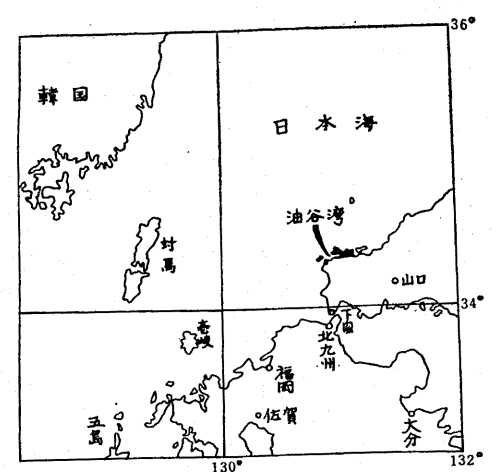 36°
韓国
日本海
油谷湾
対馬
山口
34°
下関
壱岐
北九州
福岡
五島
佐賀
大分
130°
132°